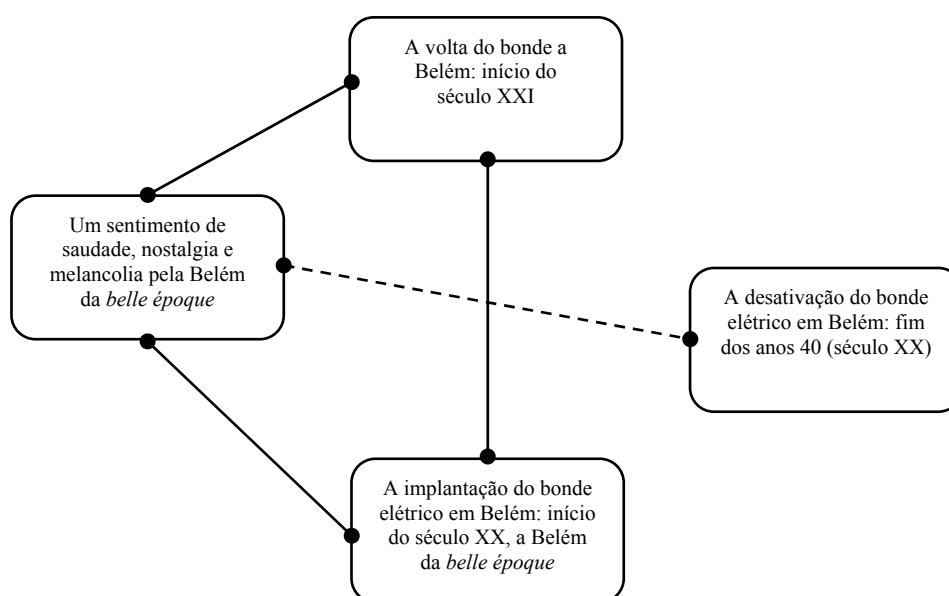 A volta do bonde a
Belém: início do
século XXI
Um sentimento de
saudade, nostalgia e
melancolia pela Belém
da belle époque
A desativação do bonde
elétrico em Belém: fim
dos anos 40 (século XX)
A implantação do bonde
elétrico em Belém: início
do século XX, a Belém
da belle époque